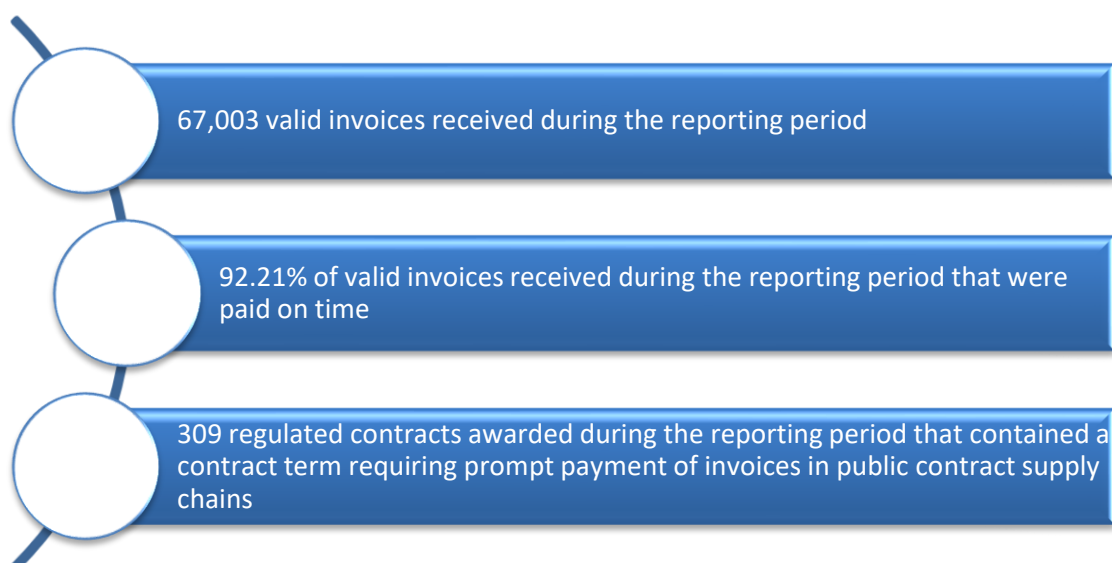 67,003 valid invoices received during the reporting period
92.21% of valid invoices received during the reporting period that were
paid on time
309 regulated contracts awarded during the reporting period that contained a
contract term requiring prompt payment of invoices in public contract supply
chains